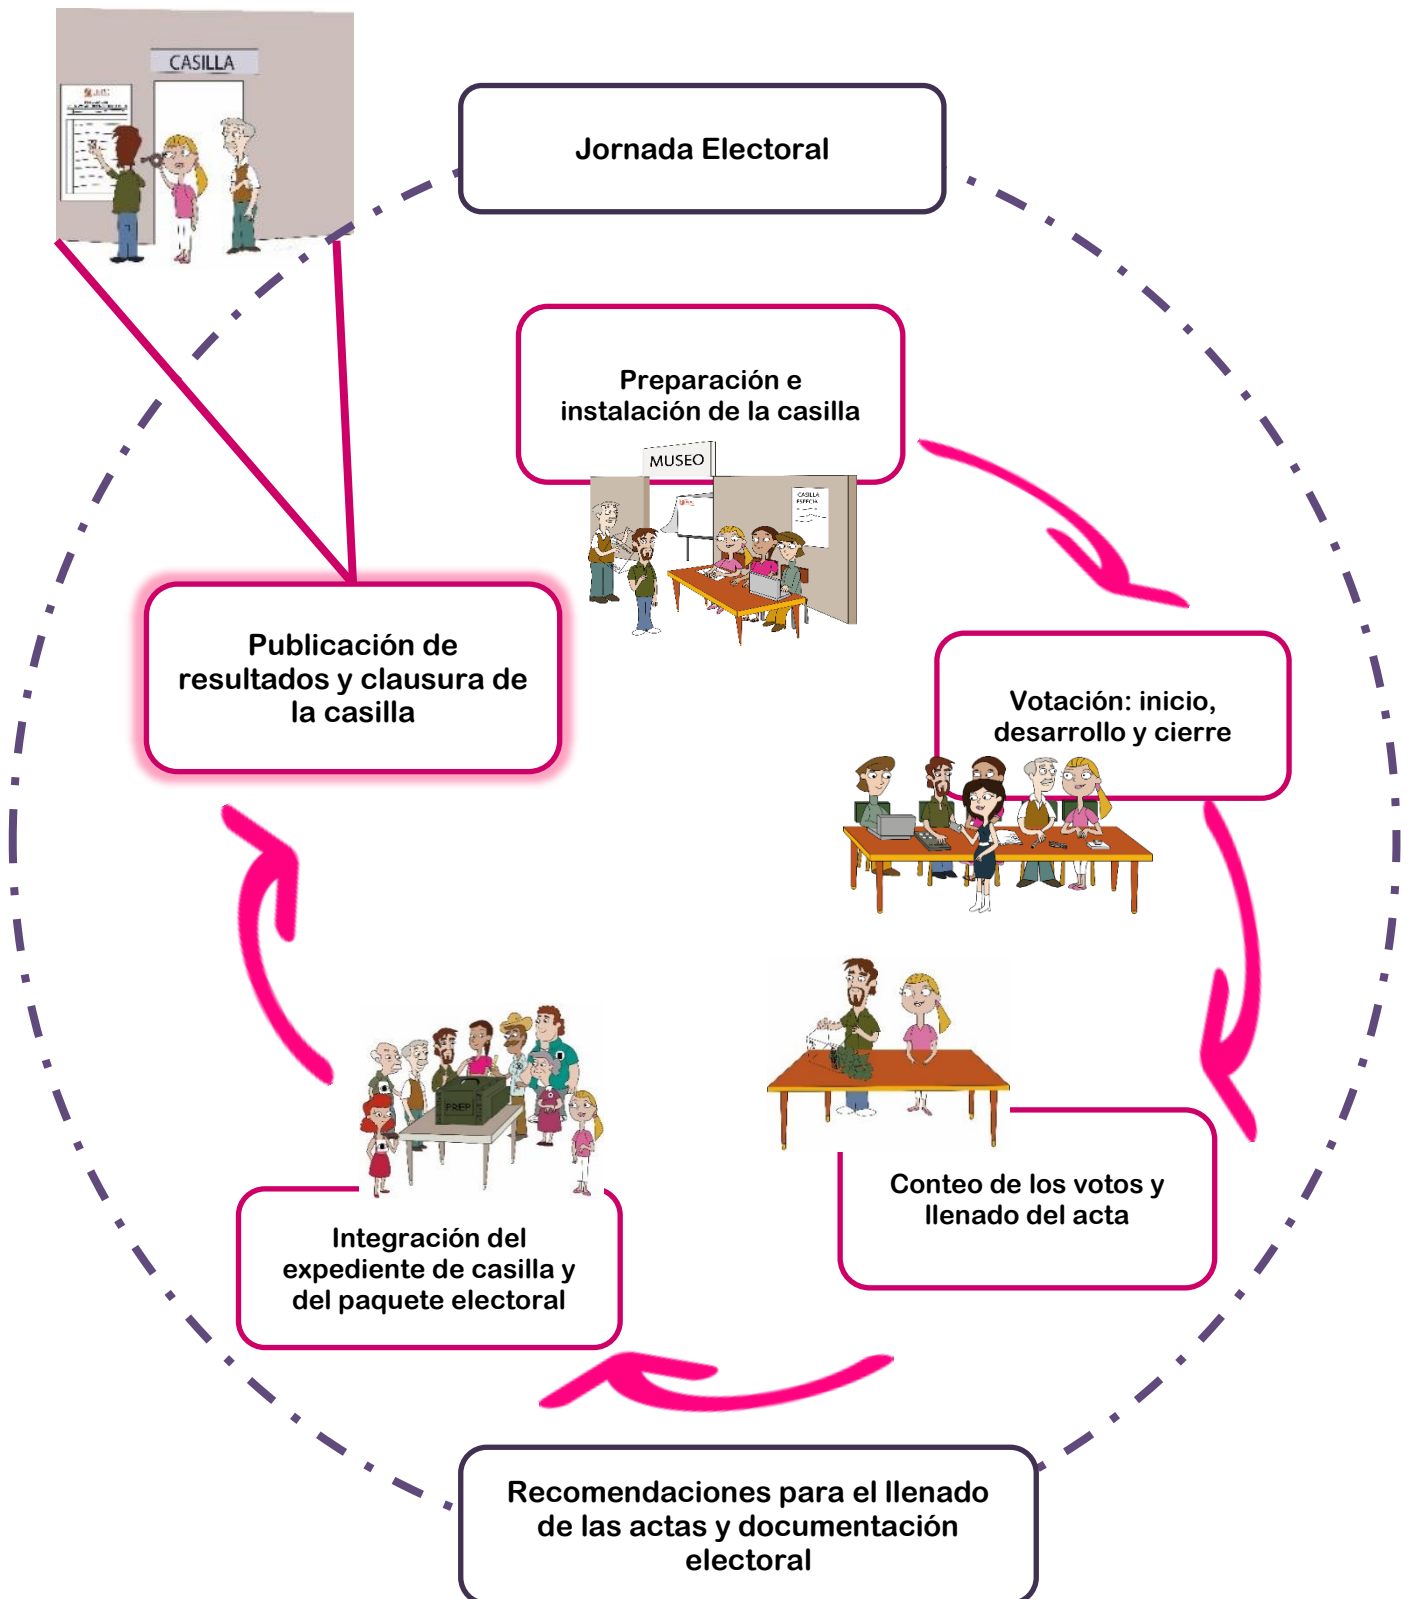 CASILLA
Jornada Electoral
Preparación e
instalación de la casilla
MUSEO
CASILLA
Publicación de
resultados y clausura de
la casilla
Votación: inicio,
desarrollo y cierre
PREP
Conteo de los votos y
llenado del acta
Integración del
expediente de casilla y
del paquete electoral
Recomendaciones para el llenado
de las actas y documentación
electoral